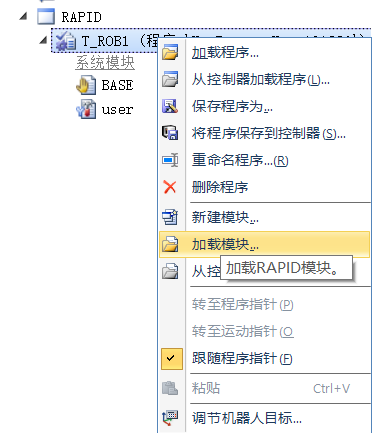 RAPID
T_ROB1 (程序
系统模块
BASE
user
加载程序...
从控制器加载程序(L)...
保存程序为...
将程序保存到控制器(S)...
重命名程序...(R)
删除程序
新建模块...
加载模块...
加载RAPID模块。
从控
转至程序指针(P)
转至运动指针(O
跟随程序指针(F)
粘贴 Ctrl+V
调节机器人目标...